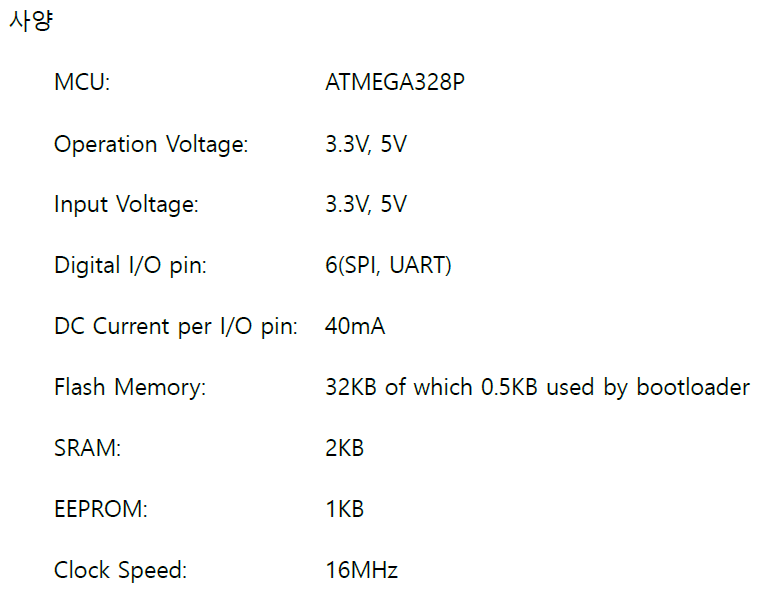 사양
MCU: ATMEGA328P
Operation Voltage: 3.3V, 5V
Input Voltage: 3.3V, 5V
Digital I/O pin: 6(SPI, UART)
DC Current per I/O pin: 40mA
Flash Memory: 32KB of which 0.5KB used by bootloader
SRAM: 2KB
EEPROM: 1KB
Clock Speed: 16MHz